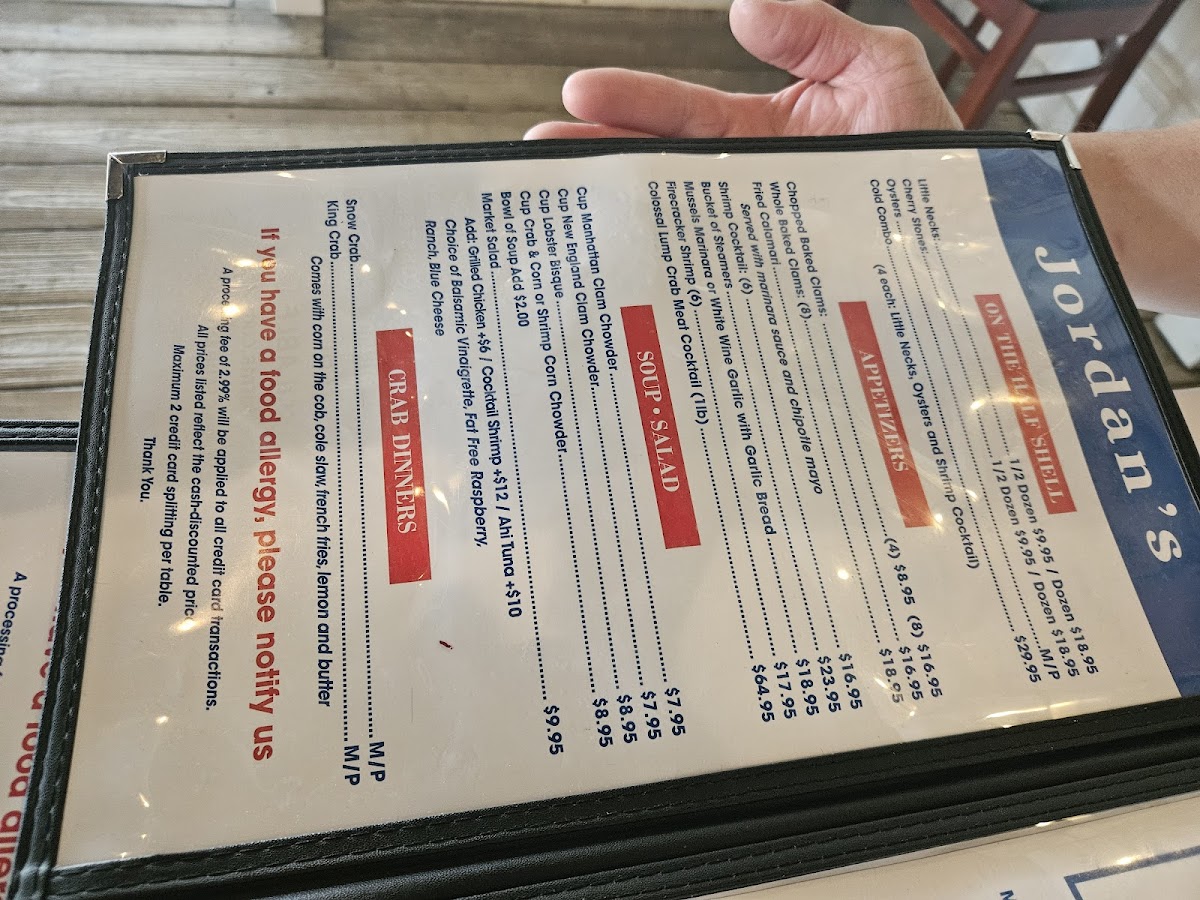 Jordan's
ON THE HALF SHELL
Little Necks: 1/2 Dozen $9.95 / Dozen $18.95
Cherry Stones: 1/2 Dozen $9.95 / Dozen $18.95
Oysters M/P
Cold Combo $29.95
(4 each: Little Necks, Oysters and Shrimp Cocktail)
APPETIZERS
Chopped Baked Clams: (4) $8.95 (8) $16.95
Whole Baked Clams: (8) $16.95
Fried Calamari $18.95
Served with marinara sauce and chipotle mayo
Shrimp Cocktail: (6) $16.95
Bucket of Steamers $23.95
Mussels Marinara or White Wine Garlic with Garlic Bread $18.95
Firecracker Shrimp (6) $17.95
Colossal Lump Crab Meat Cocktail (1lb) $64.95
SOUP • SALAD
Cup Manhattan Clam Chowder $7.95
Cup New England Clam Chowder $7.95
Cup Lobster Bisque $8.95
Cup Crab & Corn or Shrimp Corn Chowder $8.95
Bowl of Soup Add $2.00
Market Salad $9.95
Add: Grilled Chicken +$6 / Cocktail Shrimp +$12 / Ahi Tuna +$10
Choice of Balsamic Vinaigrette, Fat Free Raspberry,
Ranch, Blue Cheese
CRAB DINNERS
Snow Crab M/P
King Crab M/P
Comes with corn on the cob, cole slaw, french fries, lemon and butter
If you have a food allergy, please notify us
A processing fee of 2.99% will be applied to all credit card transactions.
All prices listed reflect the cash-discounted price
Maximum 2 credit card splitting per table.
Thank You.
have a food aller
A processing